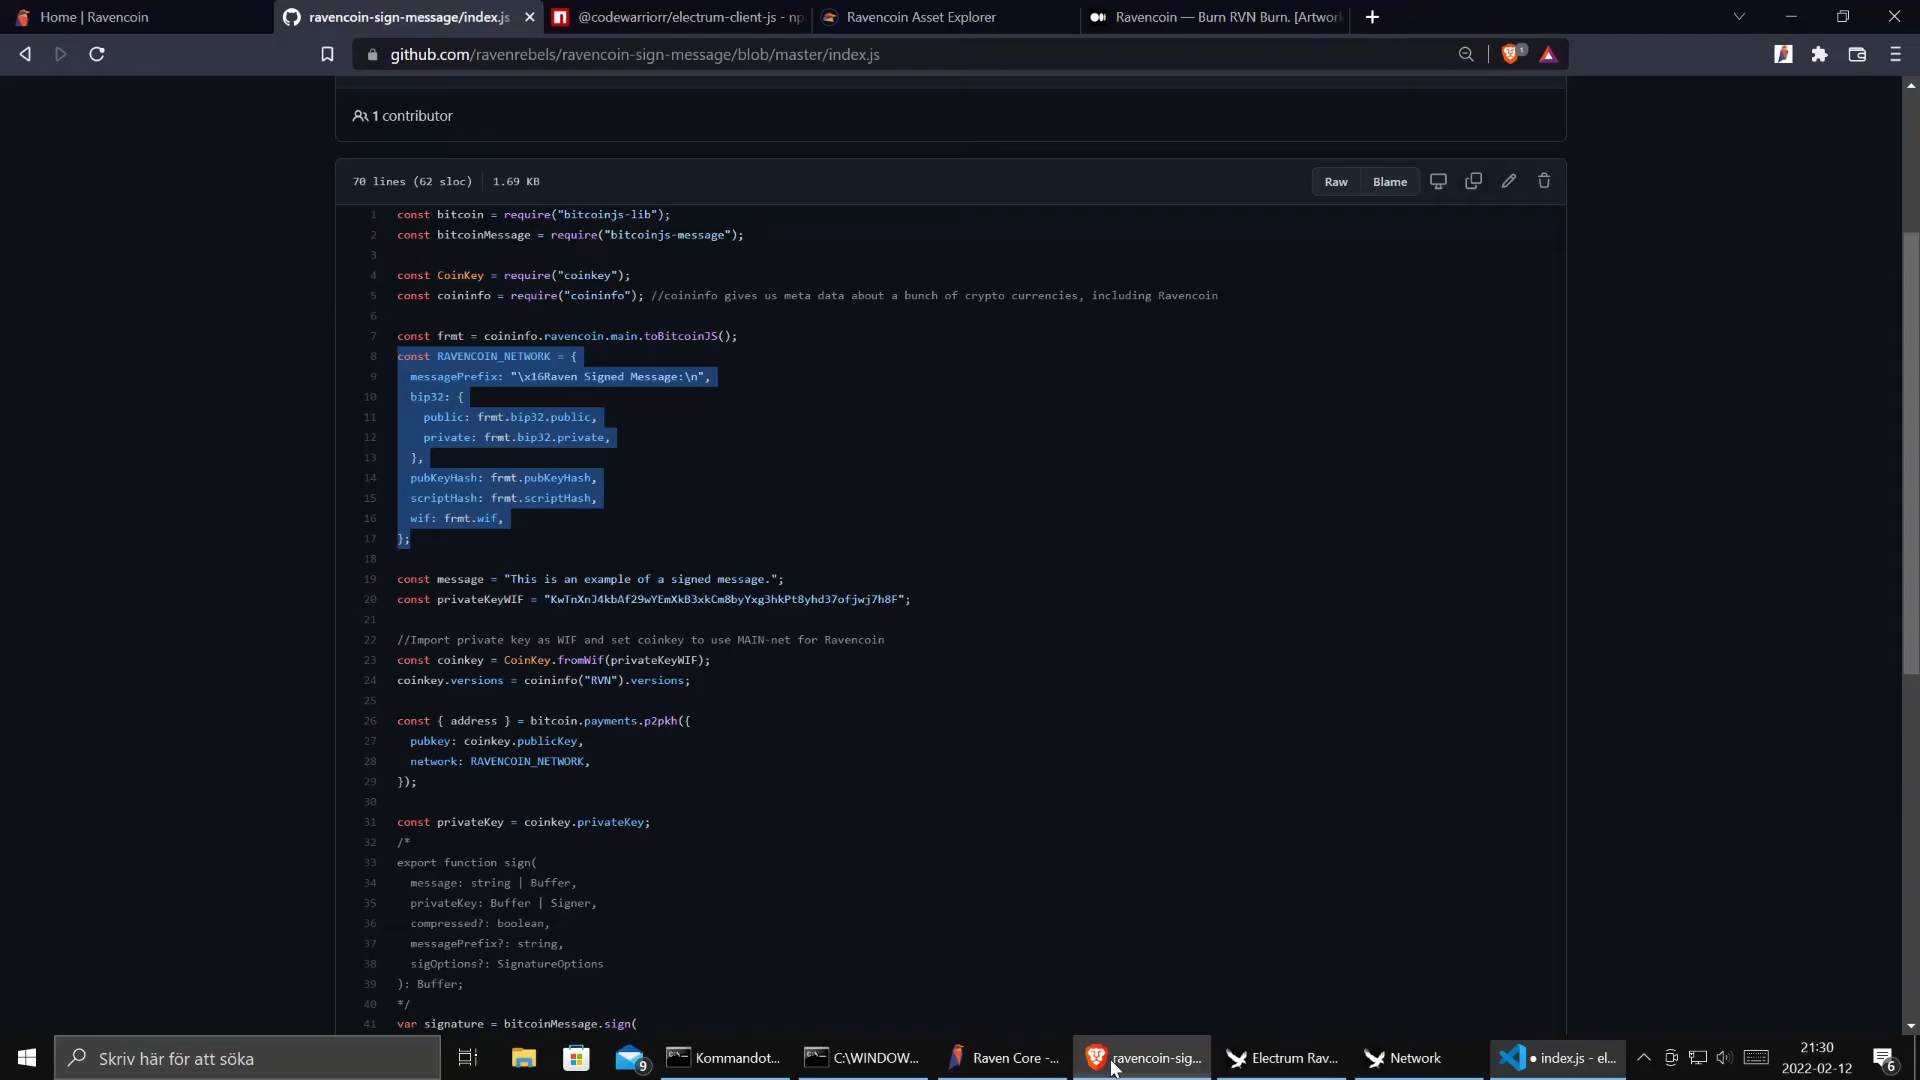 Home | Ravencoin
ravencoin-sign-message/index.js
@codewarriorr/electrum-client-js - np
Ravencoin Asset Explorer
Ravencoin — Burn RVN Burn. [Artwor
github.com/ravenrebels/ravencoin-sign-message/blob/master/index.js
1
1 contributor
70 lines (62 sloc) 1.69 KB
Raw
Blame
1 const bitcoin = require("bitcoinjs-lib");
2 const bitcoinMessage = require("bitcoinjs-message");
3
4 const CoinKey = require("coinkey");
5 const coininfo = require("coininfo"); //coininfo gives us meta data about a bunch of crypto currencies, including Ravencoin
6
7 const frmt = coininfo.ravencoin.main.toBitcoinJS();
8 const RAVENCOIN_NETWORK = {
9 messagePrefix: "\x16Raven Signed Message:\n",
10 bip32: {
11 public: frmt.bip32.public,
12 private: frmt.bip32.private,
13 },
14 pubKeyHash: frmt.pubKeyHash,
15 scriptHash: frmt.scriptHash,
16 wif: frmt.wif,
17 };
18
19 const message = "This is an example of a signed message.";
20 const privateKeyWIF = "KwTnXnJ4kbAf29wYEmXkB3xkCm8byYxg3hkPt8yhd37ofjwj7h8F";
21
22 //Import private key as WIF and set coinkey to use MAIN-net for Ravencoin
23 const coinkey = CoinKey.fromWif(privateKeyWIF);
24 coinkey.versions = coininfo("RVN").versions;
25
26 const { address } = bitcoin.payments.p2pkh({
27 pubkey: coinkey.publicKey,
28 network: RAVENCOIN_NETWORK,
29 });
30
31 const privateKey = coinkey.privateKey;
32 /*
33 export function sign(
34 message: string | Buffer,
35 privateKey: Buffer | Signer,
36 compressed?: boolean,
37 messagePrefix?: string,
38 sigOptions?: SignatureOptions
39 ): Buffer;
40 */
41 var signature = bitcoinMessage.sign(
Skriv här för att söka
9
Kommandot...
C:\WINDOW...
Raven Core -...
ravencoin-sig...
Electrum Rav...
Network
● index.js - el...
21:30
2022-02-12
6